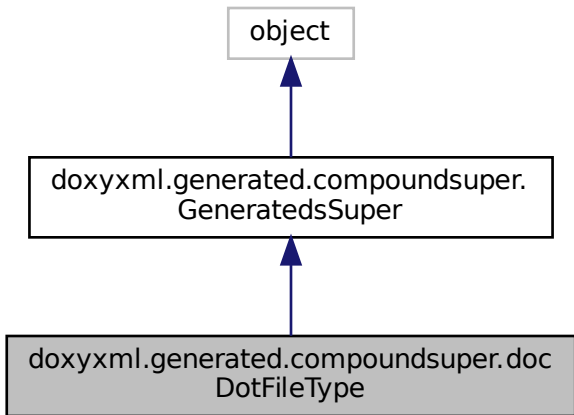 object
doxyxml.generated.compoundsuper.
GeneratedsSuper
doxyxml.generated.compoundsuper.doc
DotFileType